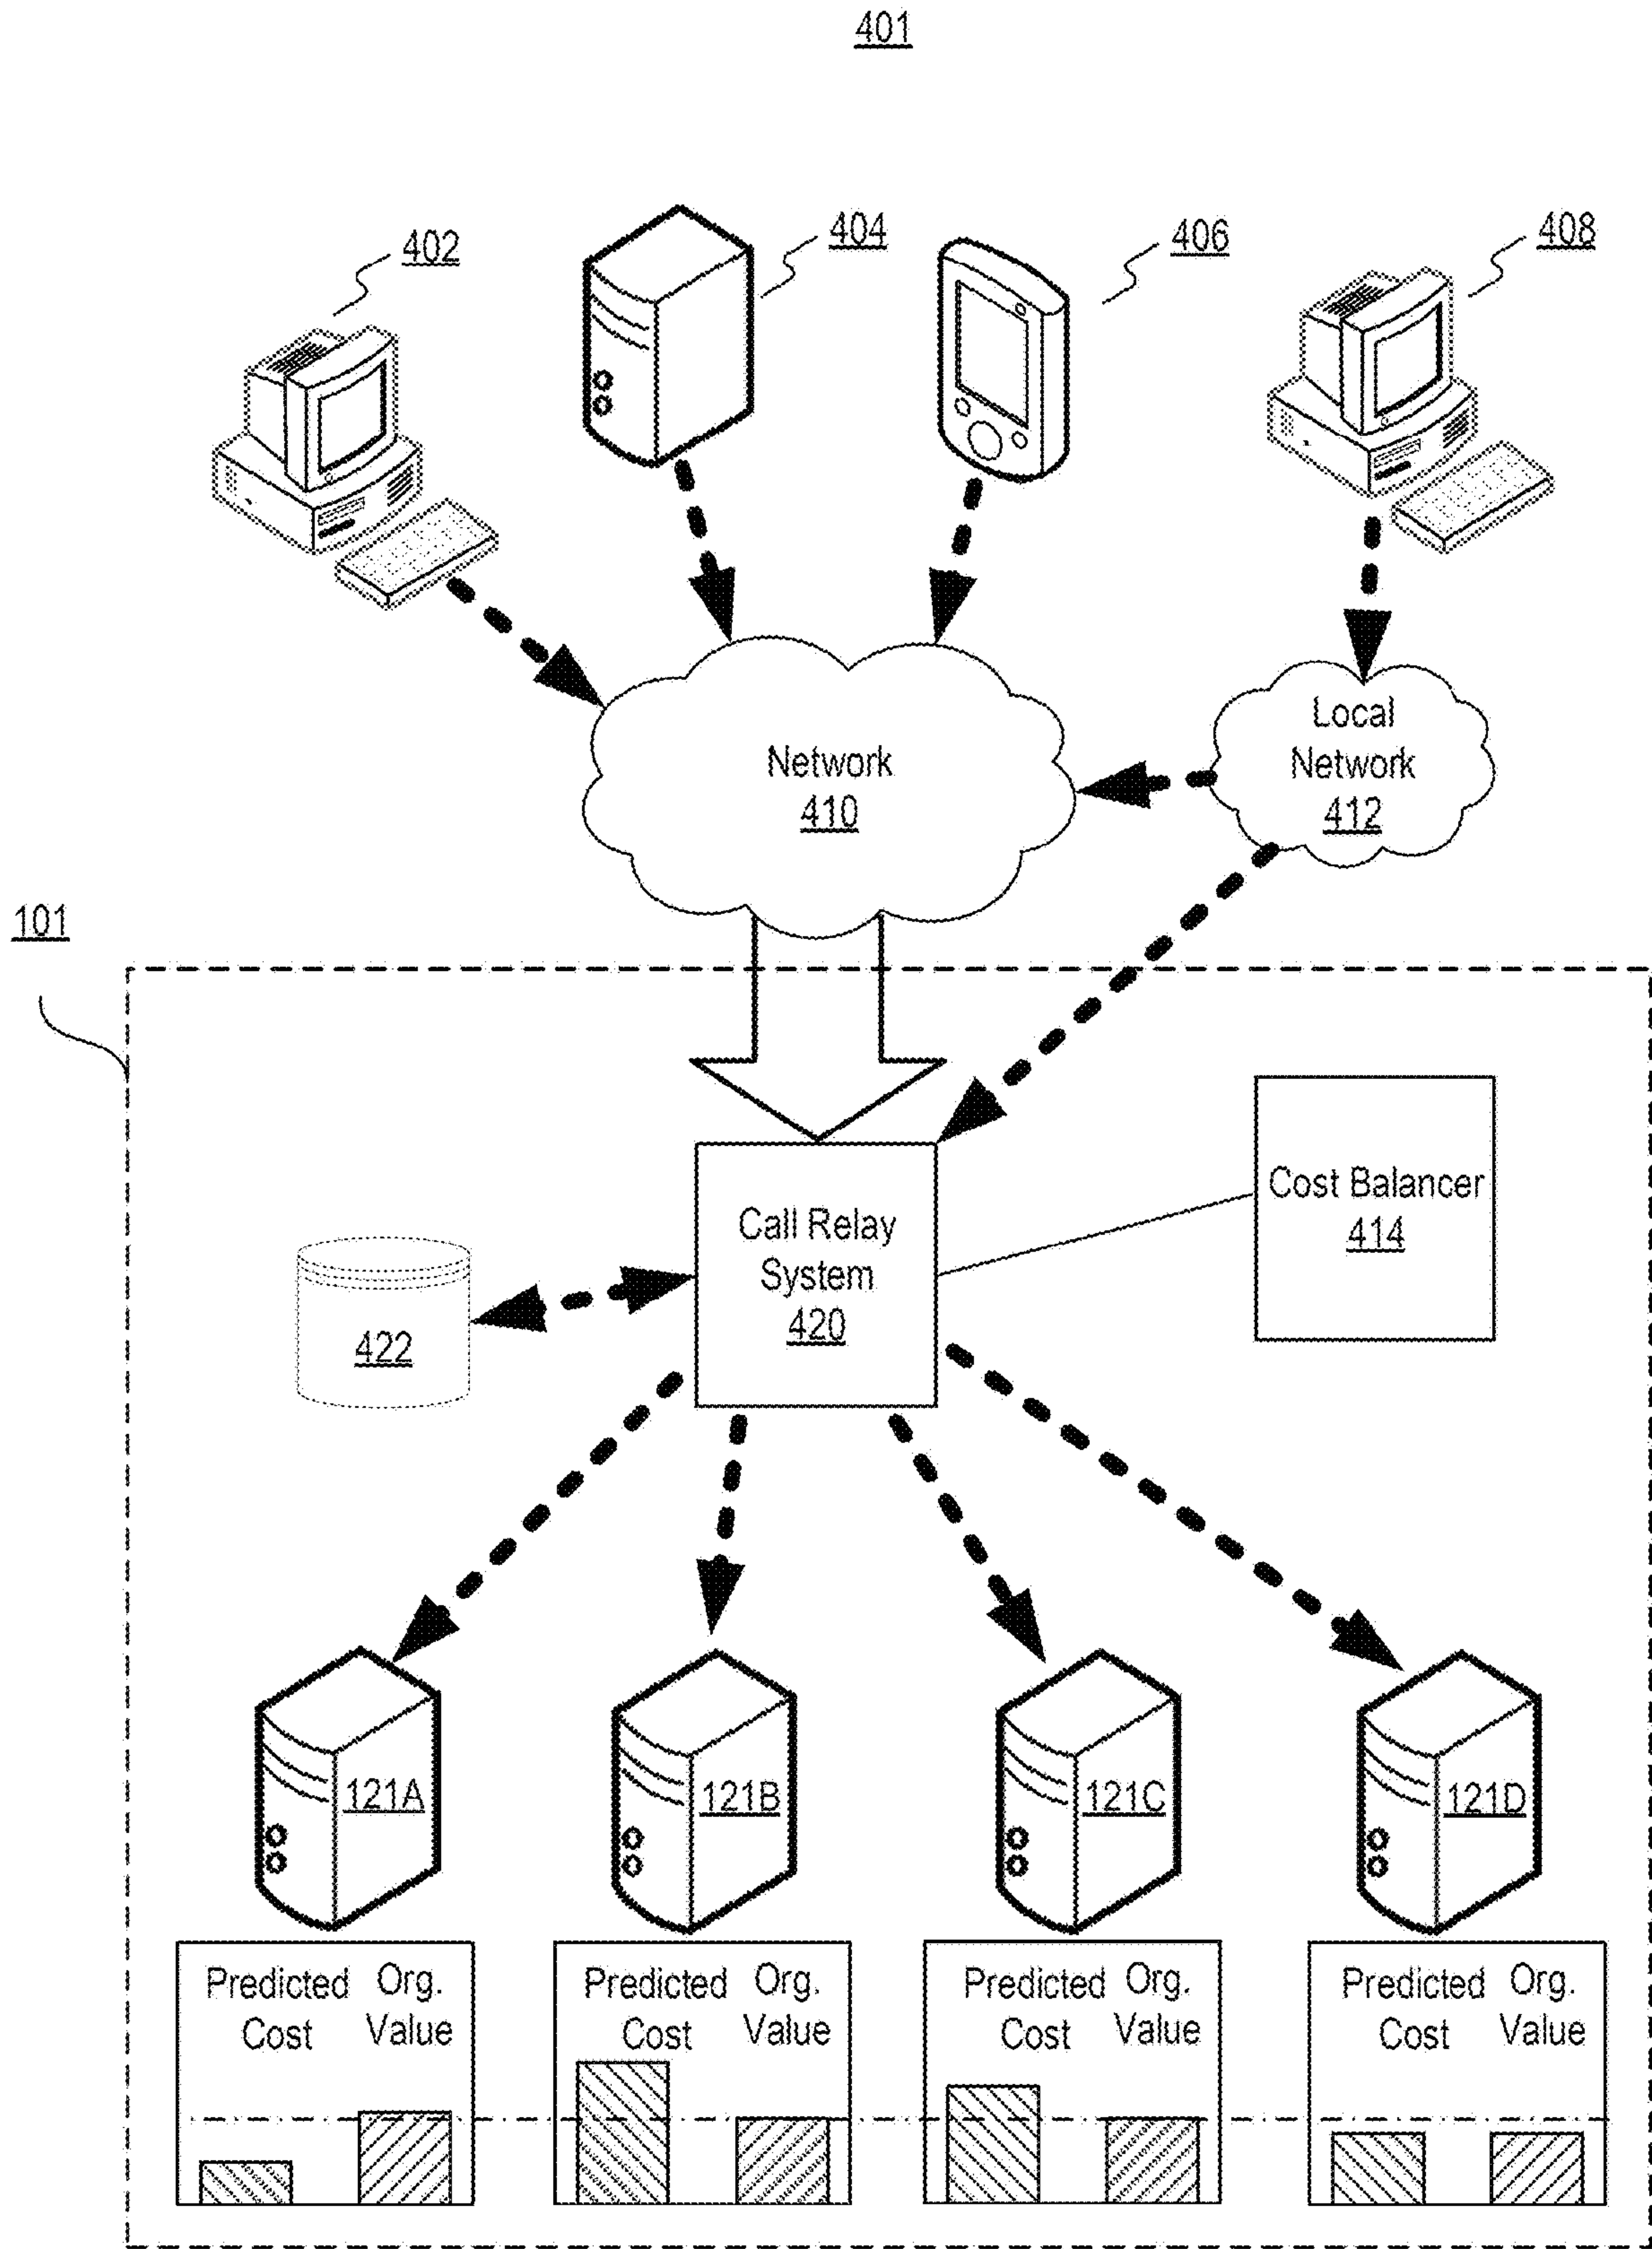 401
402
404
406
408
Network
410
Local
Network
412
101
Call Relay
System
420
Cost Balancer
414
422
121A
121B
121C
121D
Predicted
Cost
Org.
Value
Predicted
Cost
Org.
Value
Predicted
Cost
Org.
Value
Predicted
Cost
Org.
Value